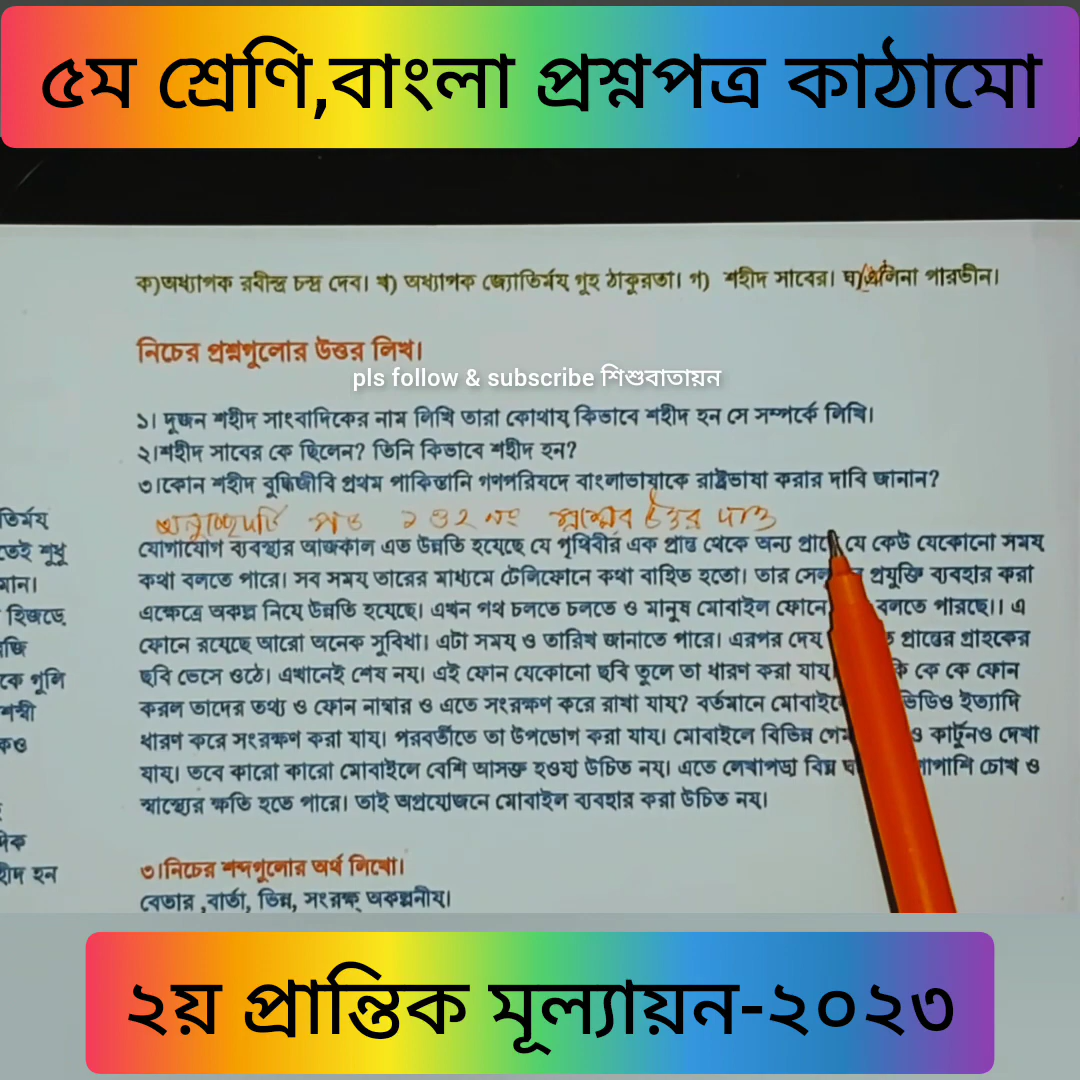 ৫ম শ্রেণি,বাংলা প্রশ্নপত্র কাঠামো
ক)অধ্যাপক রবীন্দ্র চন্দ্র দেব। খ) অধ্যাপক জ্যোতির্ময় গুহ ঠাকুরতা। গ) শহীদ সাবের। ঘ)এলিনা পারভীন।
নিচের প্রশ্নগুলোর উত্তর লিখ।
pls follow & subscribe শিশুবাতায়ন
১। দুজন শহীদ সাংবাদিকের নাম লিখি তারা কোথায় কিভাবে শহীদ হন সে সম্পর্কে লিখি।
২।শহীদ সাবের কে ছিলেন? তিনি কিভাবে শহীদ হন?
৩।কোন শহীদ বুদ্ধিজীবি প্রথম পাকিস্তানি গণপরিষদে বাংলাভাষাকে রাষ্ট্রভাষা করার দাবি জানান?
তির্ময়
অনুচ্ছেদটি পড় ১ ও ২ নং প্রশ্নের উত্তর দাও
তেই শুধু
যোগাযোগ ব্যবস্থার আজকাল এত উন্নতি হয়েছে যে পৃথিবীর এক প্রান্ত থেকে অন্য প্রান্তে যে কেউ যেকোনো সময়
মান।
কথা বলতে পারে। সব সময় তারের মাধ্যমে টেলিফোনে কথা বাহিত হতো। তার প্রযুক্তি ব্যবহার করা
হিজড়ে
এক্ষেত্রে অকল্প নিয়ে উন্নতি হয়েছে। এখন পথ চলতে চলতে ও মানুষ মোবাইল ফোনে বলতে পারছে।। এ
ফোনে রয়েছে আরো অনেক সুবিধা। এটা সময় ও তারিখ জানাতে পারে। এরপর দেয় প্রান্তের গ্রাহকের
কে গুলি
ছবি ভেসে ওঠে। এখানেই শেষ নয়। এই ফোন যেকোনো ছবি তুলে তা ধারণ করা যায় কে কে ফোন
করল তাদের তথ্য ও ফোন নাম্বার ও এতে সংরক্ষণ করে রাখা যায়? বর্তমানে মোবাইলে ভিডিও ইত্যাদি
ধারণ করে সংরক্ষণ করা যায়। পরবর্তীতে তা উপভোগ করা যায়। মোবাইলে বিভিন্ন গেম ও কার্টুনও দেখা
যায়। তবে কারো কারো মোবাইলে বেশি আসক্ত হওয়া উচিত নয়। এতে লেখাপড়া বিঘ্ন চোখ ও
স্বাস্থ্যের ক্ষতি হতে পারে। তাই অপ্রয়োজনে মোবাইল ব্যবহার করা উচিত নয়।
৩।নিচের শব্দগুলোর অর্থ লিখো।
হীদ হন
বেতার ,বার্তা, ভিন্ন, সংরক্ষ অকল্পনীয়।
২য় প্রান্তিক মূল্যায়ন-২০২৩